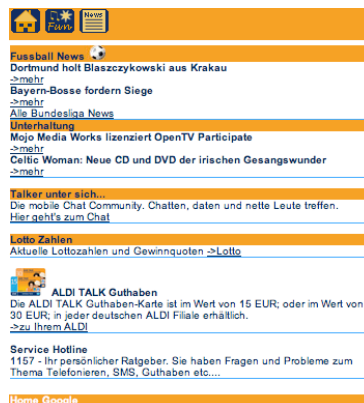 Fun News
Fussball News
Dortmund holt Blaszczykowski aus Krakau
->mehr
Bayern-Bosse fordern Siege
->mehr
Alle Bundesliga News
Unterhaltung
Mojo Media Works lizenziert OpenTV Participate
->mehr
Celtic Woman: Neue CD und DVD der irischen Gesangswunder
->mehr
Talker unter sich...
Die mobile Chat Community. Chatten, daten und nette Leute treffen.
Hier geht's zum Chat
Lotto Zahlen
Aktuelle Lottozahlen und Gewinnquoten ->Lotto
ALDI TALK Guthaben
Die ALDI TALK Guthaben-Karte ist im Wert von 15 EUR; oder im Wert von
30 EUR; in jeder deutschen ALDI Filiale erhältlich.
->zu Ihrem ALDI
Service Hotline
1157 - Ihr persönlicher Ratgeber. Sie haben Fragen und Probleme zum
Thema Telefonieren, SMS, Guthaben etc....
Home Google